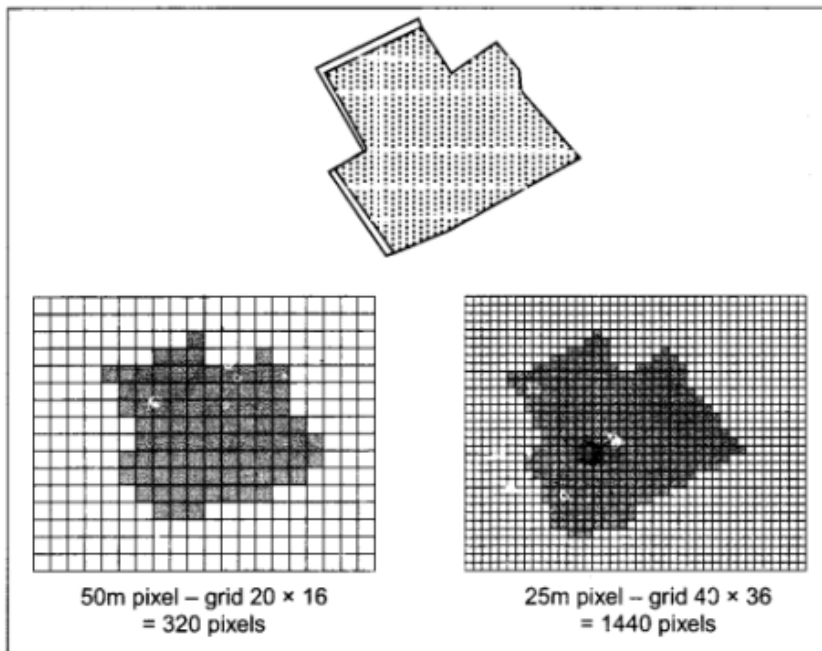 50m pixel – grid 20 × 16
= 320 pixels
25m pixel – grid 40 × 36
= 1440 pixels